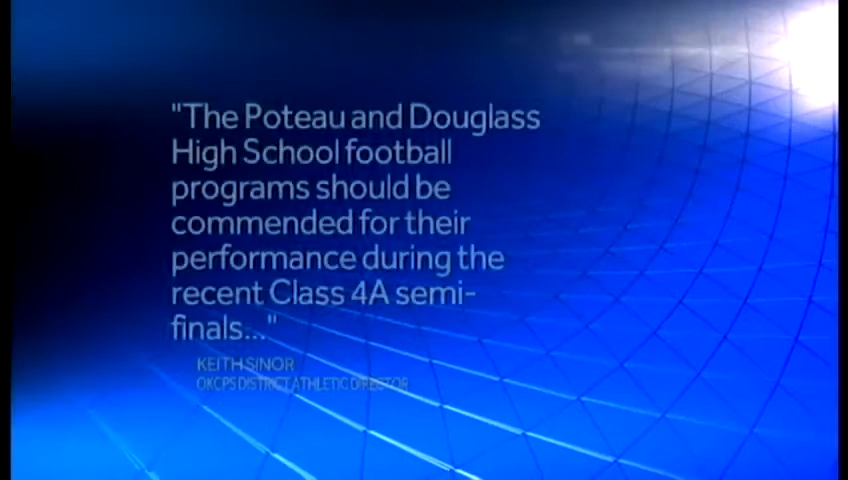 "The Poteau and Douglass
High School football
programs should be
commended for their
performance during the
recent Class 4A semi-
finals..."
KEITH SINOR
OKCPS DISTRICT ATHLETIC DIRECTOR